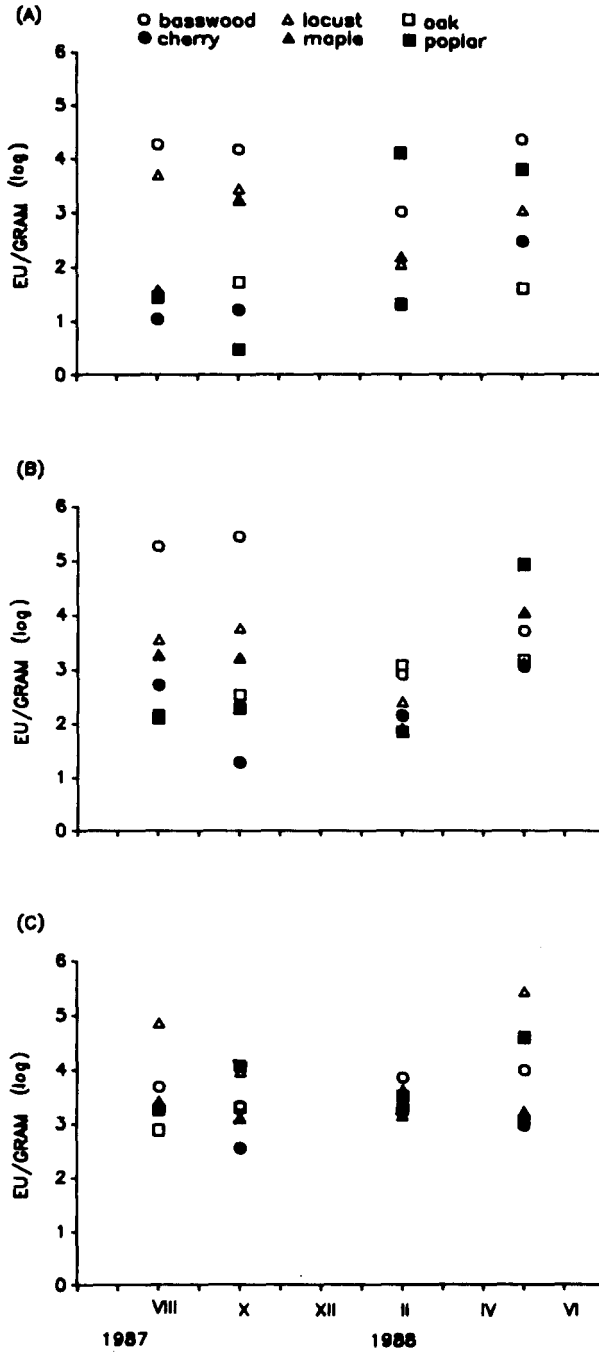 (A)
basswood locust oak
cherry maple poplar
6
5
4
3
2
1
0
EU/GRAM (log)
(B)
6
5
4
3
2
1
0
EU/GRAM (log)
(C)
6
5
4
3
2
1
0
EU/GRAM (log)
VIII X XII II IV VI
1987 1988